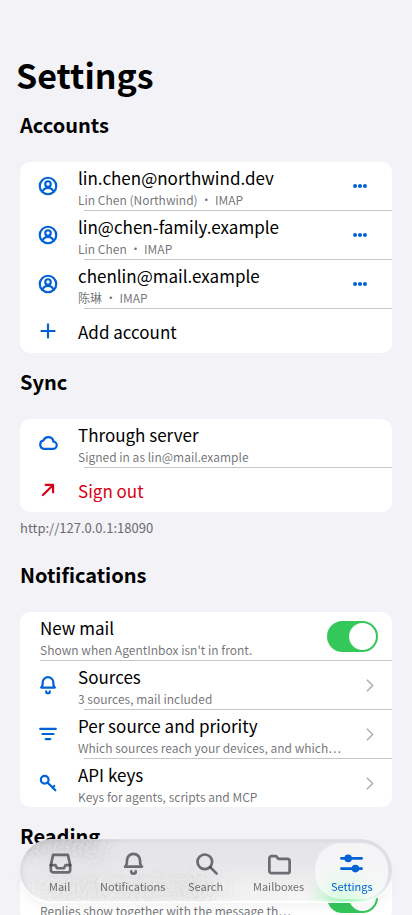 Settings
Accounts
lin.chen@northwind.dev
Lin Chen (Northwind) • IMAP
lin@chen-family.example
Lin Chen • IMAP
chenlin@mail.example
陈琳 • IMAP
Add account
Sync
Through server
Signed in as lin@mail.example
Sign out
http://127.0.0.1:18090
Notifications
New mail
Shown when AgentInbox isn't in front.
Sources
3 sources, mail included
Per source and priority
Which sources reach your devices, and which…
API keys
Keys for agents, scripts and MCP
Reading
Mail
Notifications
Search
Mailboxes
Settings
Replies show together with the message th…